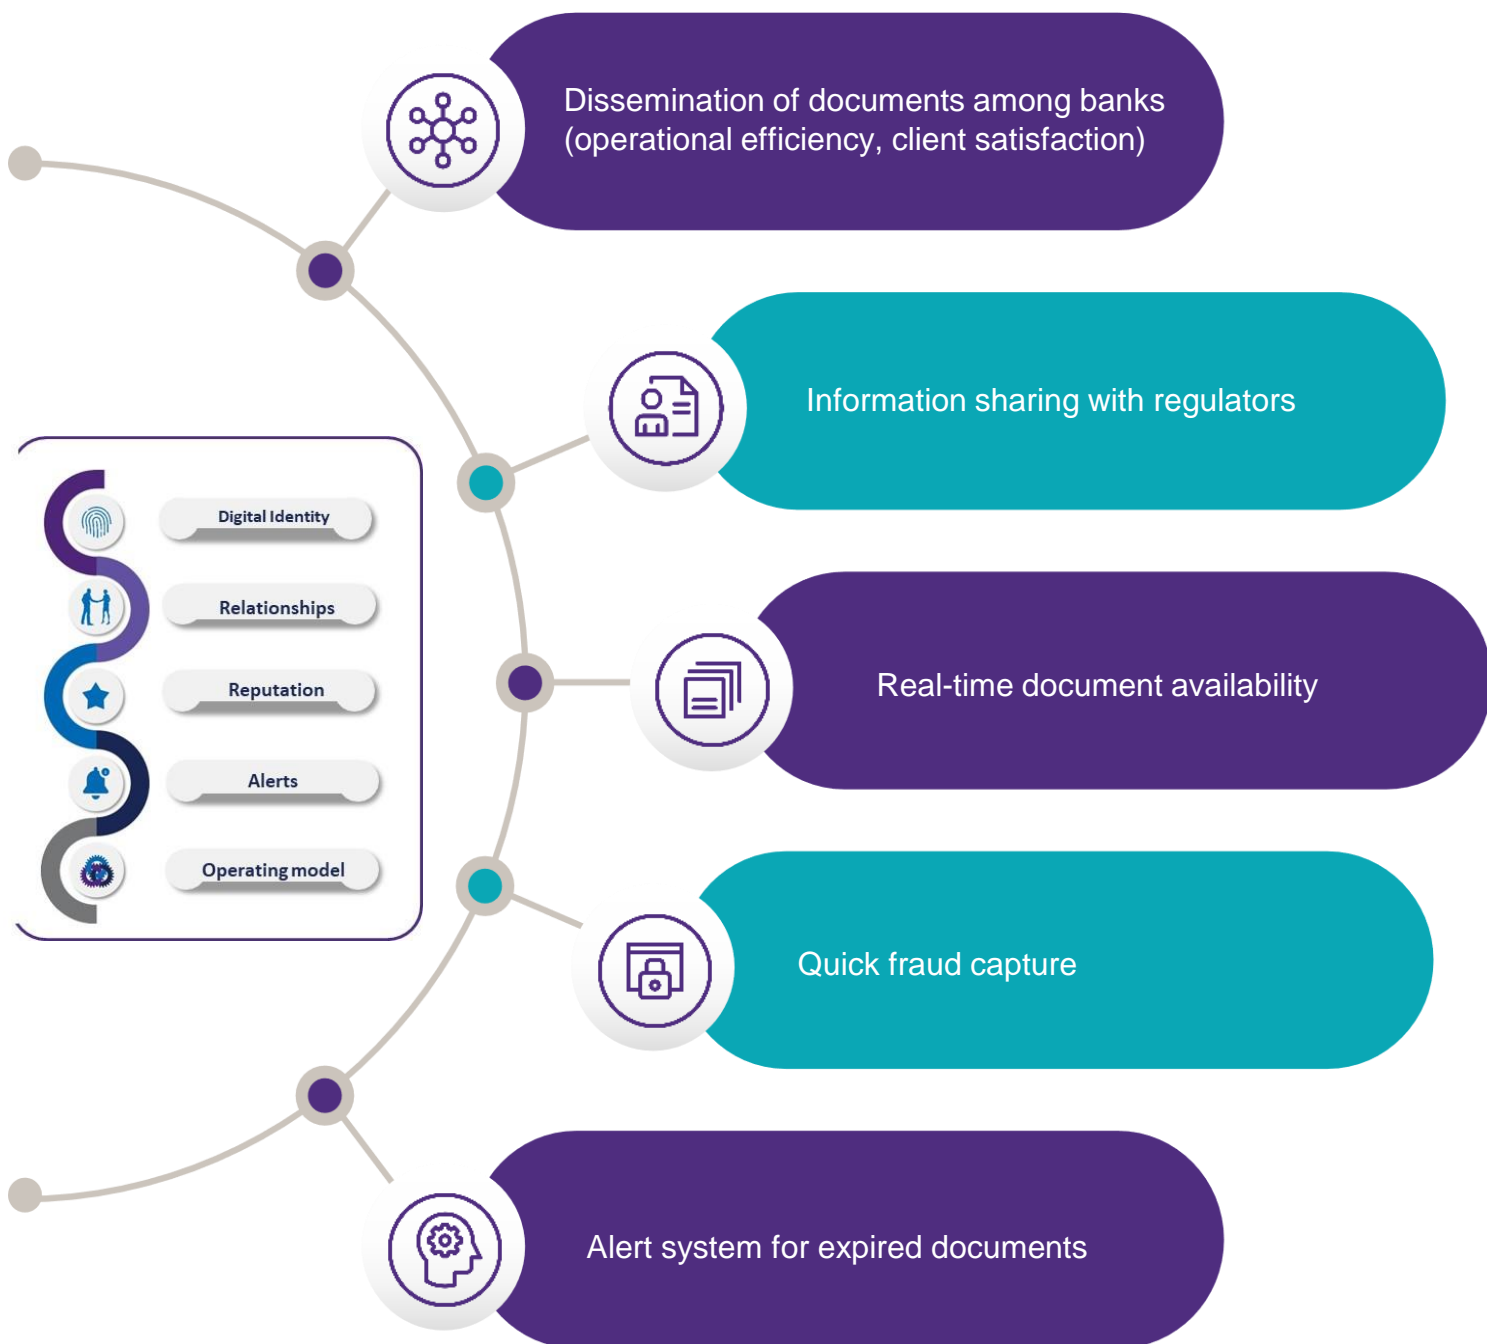 Dissemination of documents among banks
(operational efficiency, client satisfaction)
Information sharing with regulators
Digital Identity
Relationships
Reputation
Alerts
Operating model
Real-time document availability
Quick fraud capture
Alert system for expired documents